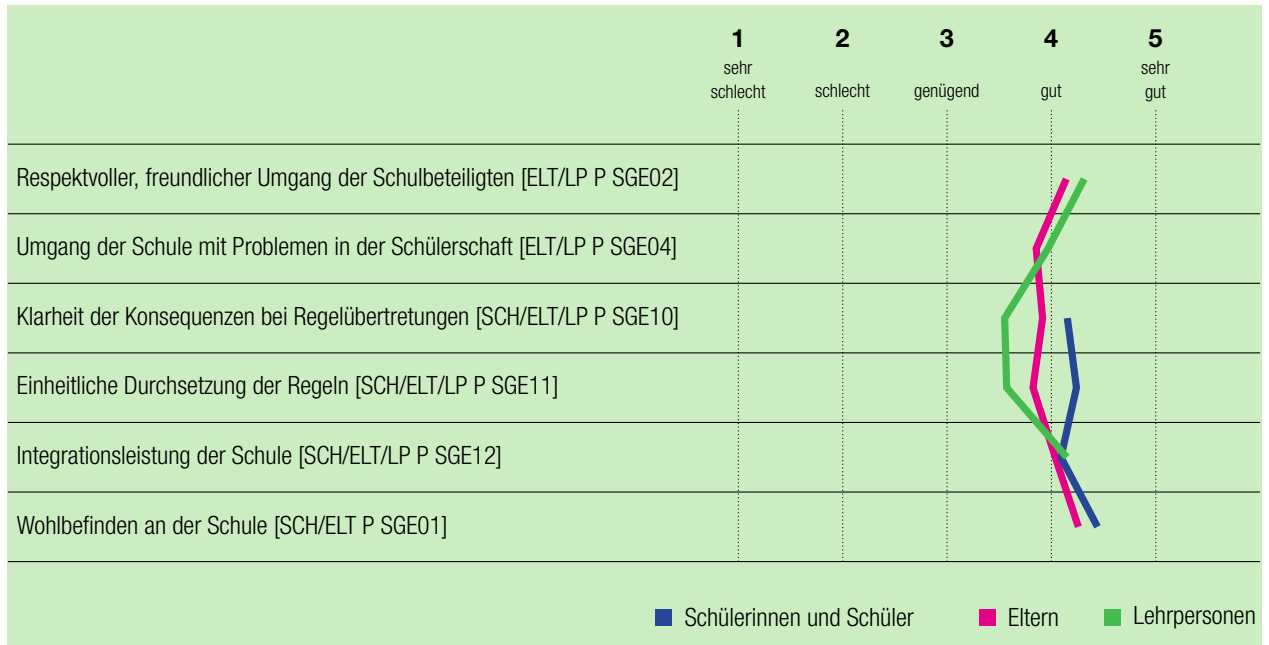 1 2 3 4 5
sehr schlecht schlecht genügend gut sehr gut
Respektvoller, freundlicher Umgang der Schulbeteiligten [ELT/LP P SGE02]
Umgang der Schule mit Problemen in der Schülerschaft [ELT/LP P SGE04]
Klarheit der Konsequenzen bei Regelübertretungen [SCH/ELT/LP P SGE10]
Einheitliche Durchsetzung der Regeln [SCH/ELT/LP P SGE11]
Integrationsleistung der Schule [SCH/ELT/LP P SGE12]
Wohlbefinden an der Schule [SCH/ELT P SGE01]
Schülerinnen und Schüler Eltern Lehrpersonen